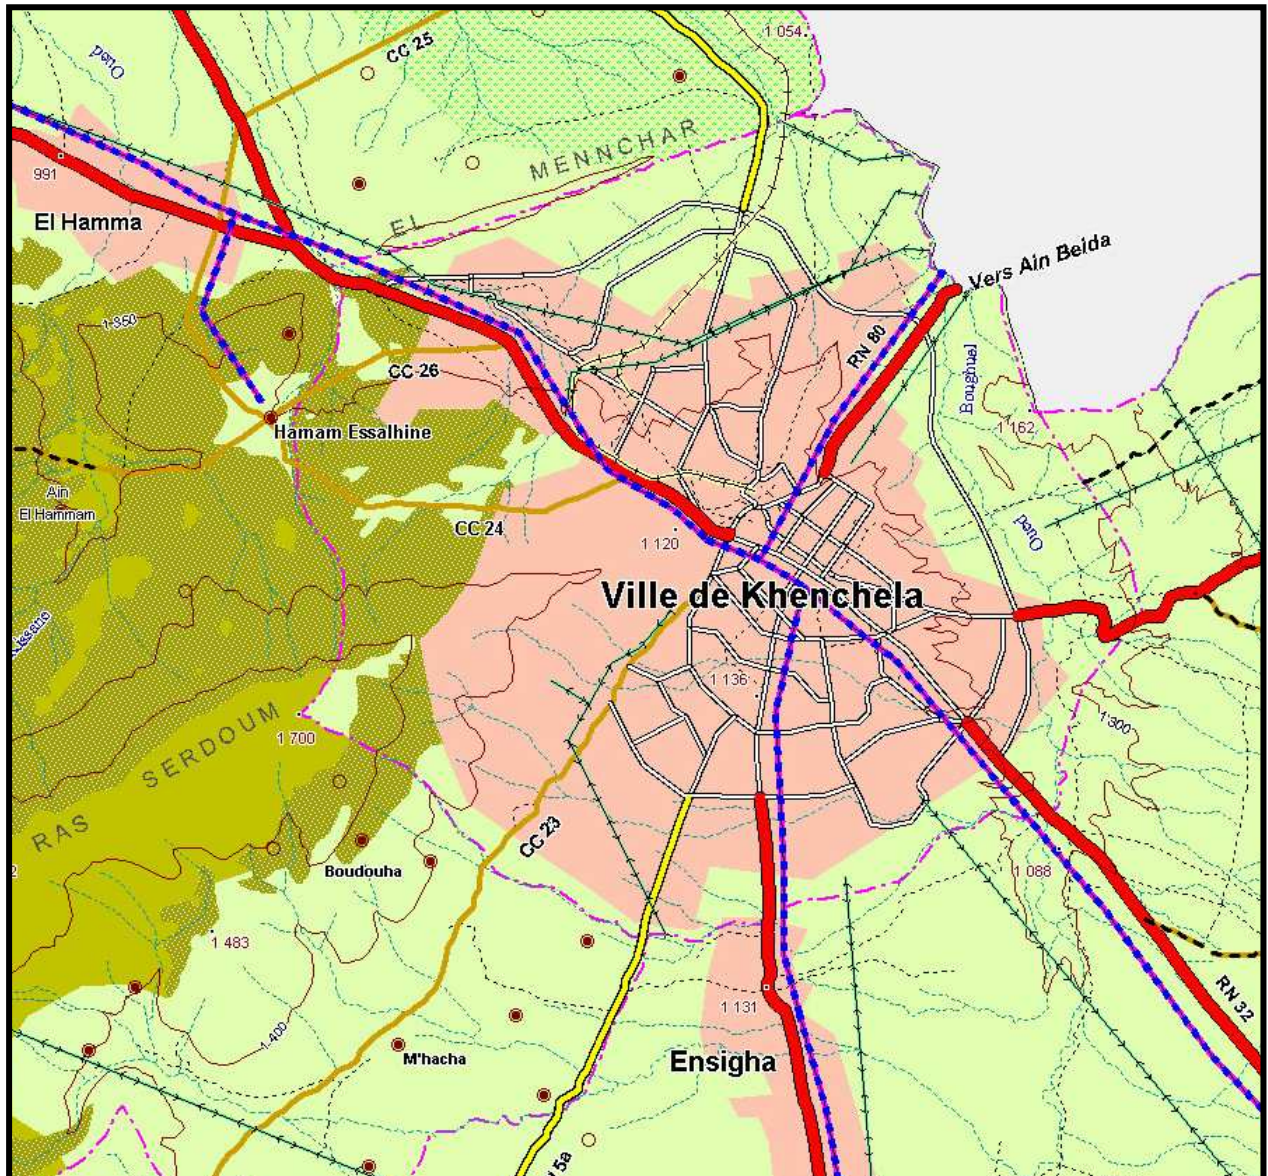 1 054
CC 25
Oued
MENNCHAR
991
EL
El Hamma
Vers Ain Beida
1 350
RN 80
CC 26
Boughuel
Hamam Essalhine
1 162
Ain
El Hammam
CC 24
Oued
1 120
Ville de Khenchela
1 136
SERDOUM
1 700
1 300
RAS
CC 23
Boudouha
1 088
2
1 483
RN 32
1 131
1 400
M'hacha
Ensigha
5a